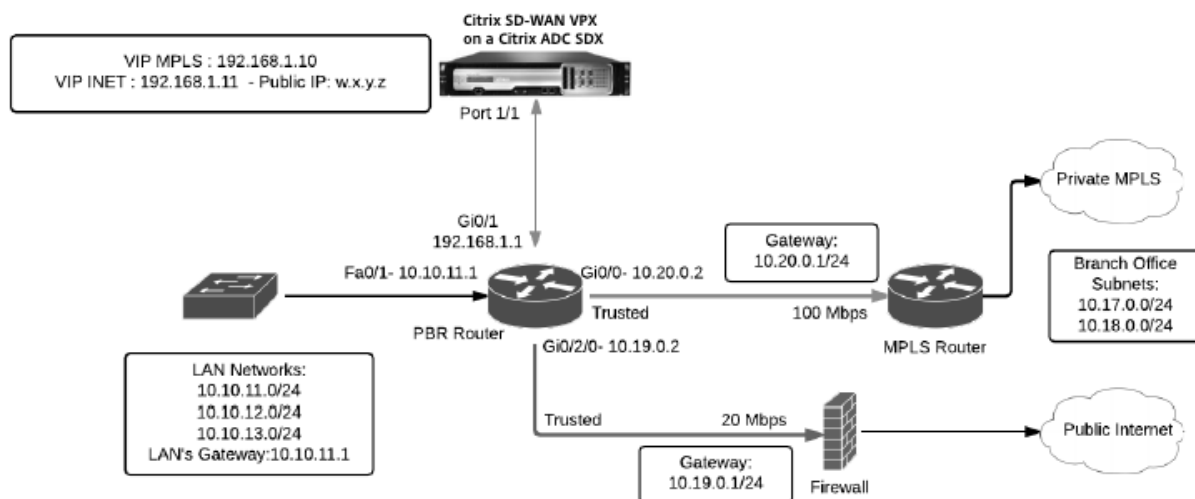 Citrix SD-WAN VPX
on a Citrix ADC SDX
VIP MPLS : 192.168.1.10
VIP INET : 192.168.1.11 - Public IP: w.x.y.z
Port 1/1
Private MPLS
Gi0/1
192.168.1.1
Gateway:
10.20.0.1/24
Fa0/1- 10.10.11.1
Gi0/0- 10.20.0.2
Branch Office
Subnets:
10.17.0.0/24
10.18.0.0/24
Trusted
100 Mbps
PBR Router
MPLS Router
Gi0/2/0- 10.19.0.2
LAN Networks:
10.10.11.0/24
10.10.12.0/24
10.10.13.0/24
LAN's Gateway:10.10.11.1
Trusted
20 Mbps
Public Internet
Gateway:
10.19.0.1/24
Firewall